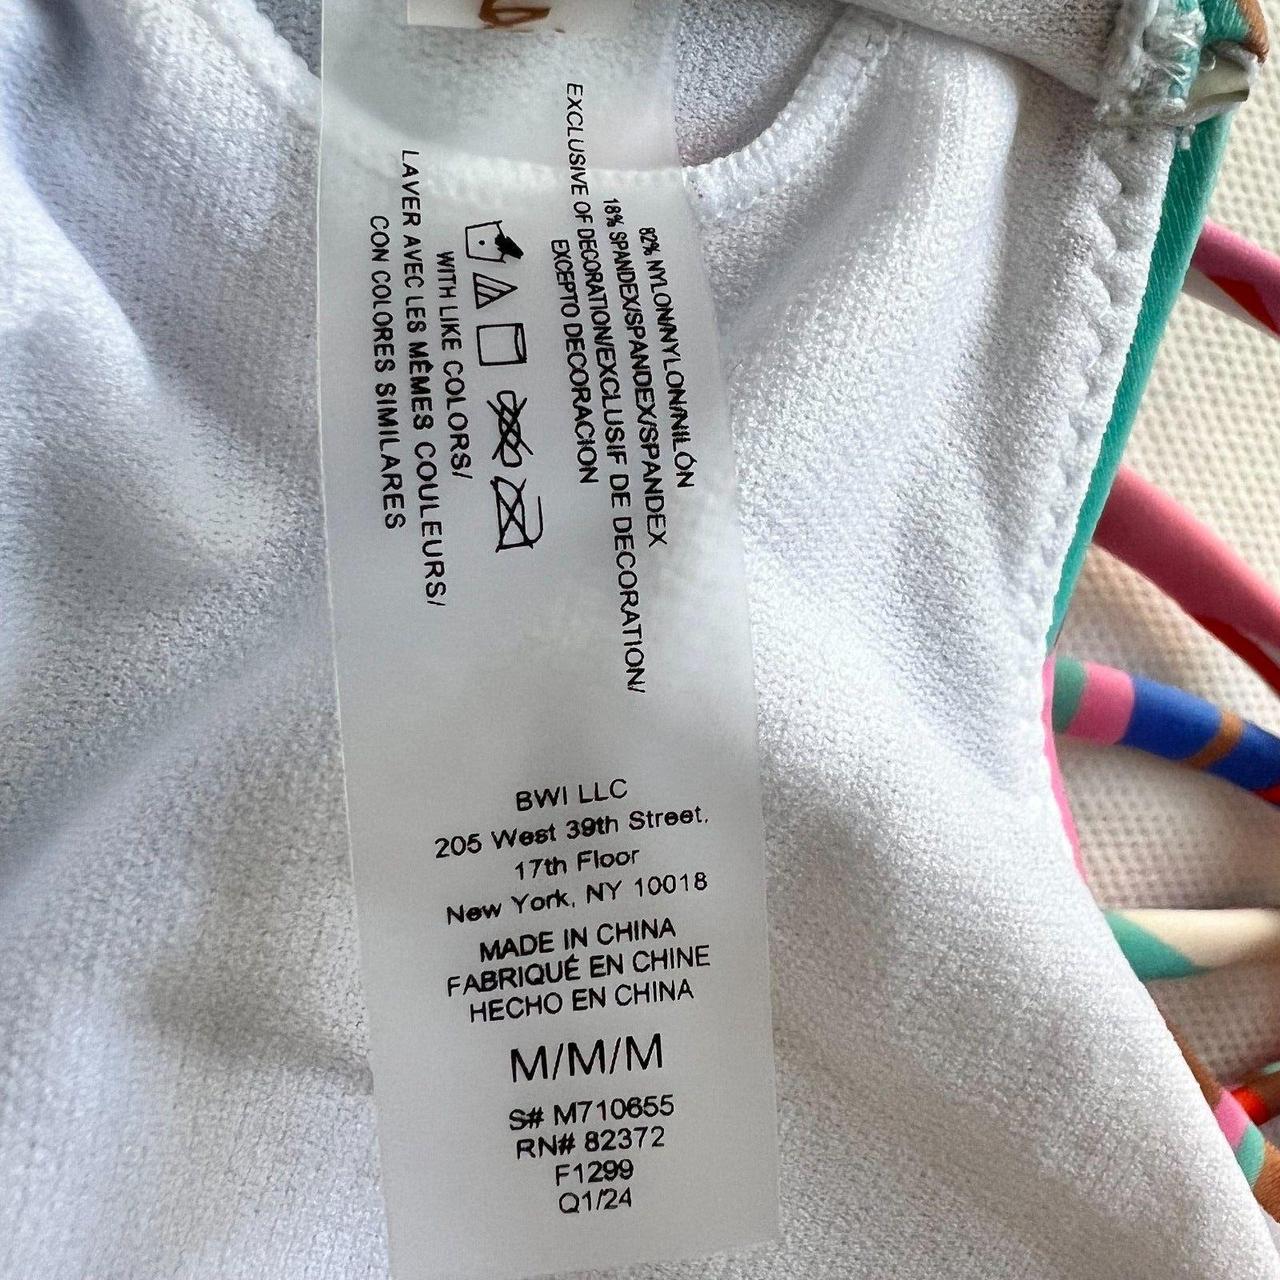 82% NYLON/NYLON/NILÓN
18% SPANDEX/SPANDEX/SPANDEX
EXCLUSIVE OF DECORATION/EXCLUSIF DE DECORATION/
EXCEPTO DECORACION
WITH LIKE COLORS/
LAVER AVEC LES MÊMES COULEURS/
CON COLORES SIMILARES
BWI LLC
205 West 39th Street,
17th Floor
New York, NY 10018
MADE IN CHINA
FABRIQUÉ EN CHINE
HECHO EN CHINA
M/M/M
S# M710655
RN# 82372
F1299
Q1/24